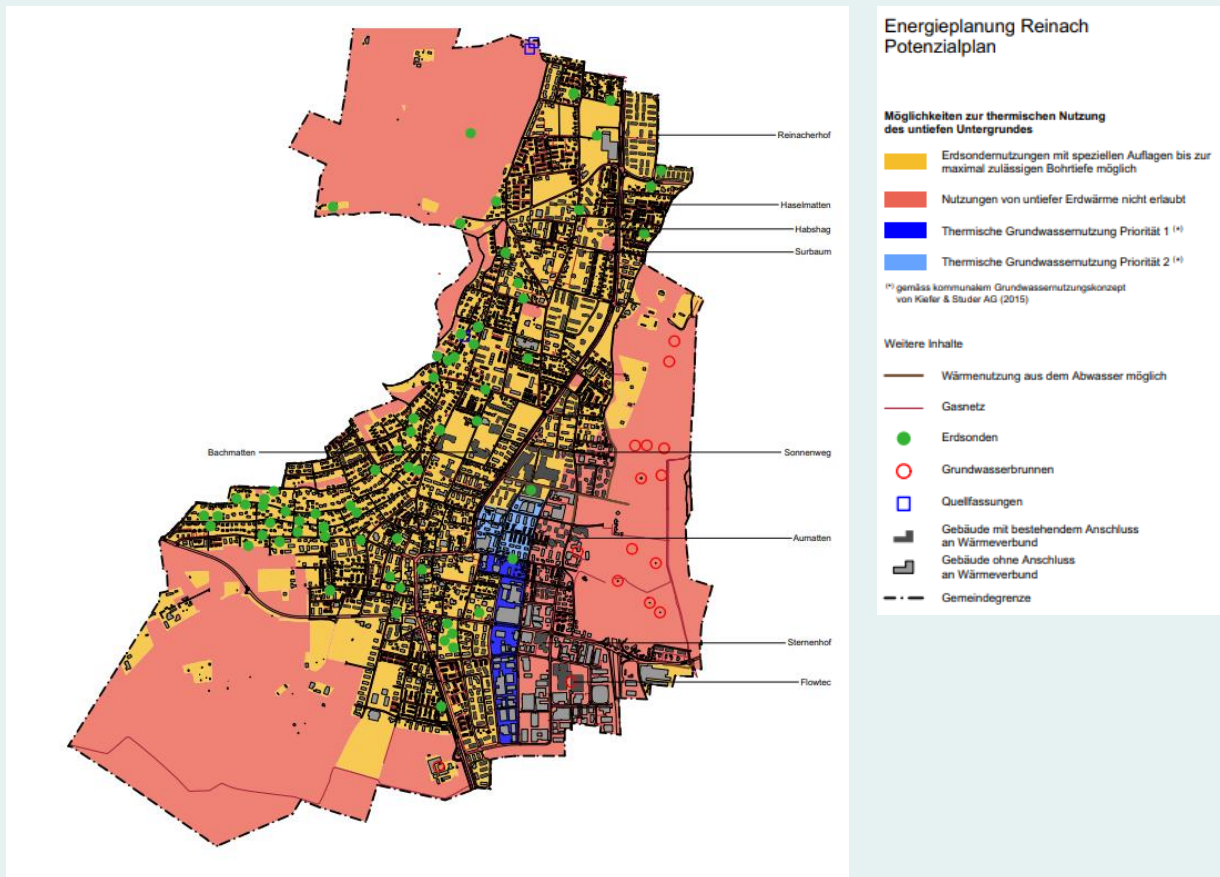 Energieplanung Reinach
Potenzialplan
Möglichkeiten zur thermischen Nutzung
des untiefen Untergrundes
Erdsondernutzungen mit speziellen Auflagen bis zur
maximal zulässigen Bohrtiefe möglich
Nutzungen von untiefer Erdwärme nicht erlaubt
Thermische Grundwassernutzung Priorität 1 (*)
Thermische Grundwassernutzung Priorität 2 (*)
(*) gemäss kommunalem Grundwassernutzungskonzept
von Kiefer & Studer AG (2015)
Weitere Inhalte
Wärmenutzung aus dem Abwasser möglich
Gasnetz
Erdsonden
Grundwasserbrunnen
Quellfassungen
Gebäude mit bestehendem Anschluss
an Wärmeverbund
Gebäude ohne Anschluss
an Wärmeverbund
Gemeindegrenze
Reinacherhof
Haselmatten
Habshag
Surbaum
Bachmatten
Sonnenweg
Aumatten
Sternenhof
Flowtec